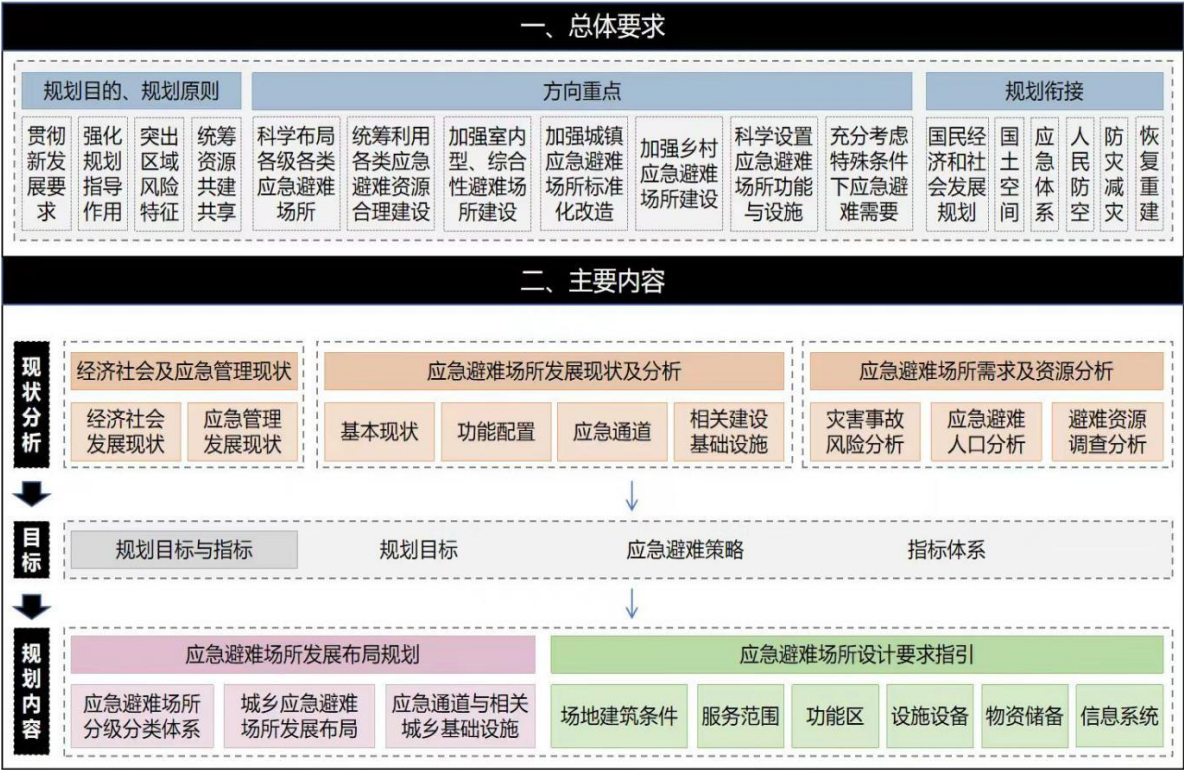 一、总体要求
规划目的、规划原则
方向重点
规划衔接
贯彻
新发
展要
求
强化
规划
指导
作用
突出
区域
风险
特征
统筹
资源
共建
共享
科学布局
各级各类
应急避难
场所
统筹利用
各类应急
避难资源
合理建设
加强室内
型、综合
性避难场
所建设
加强城镇
应急避难
场所标准
化改造
加强乡村
应急避难
场所建设
科学设置
应急避难
场所功能
与设施
充分考虑
特殊条件
下应急避
难需要
国民经
济和社
会发展
规划
国土空间
应急体系
人民防空
防灾减灾
恢复重建
二、主要内容
现状分析
经济社会及应急管理现状
经济社会
发展现状
应急管理
发展现状
应急避难场所发展现状及分析
基本现状
功能配置
应急通道
相关建设
基础设施
应急避难场所需求及资源分析
灾害事故
风险分析
应急避难
人口分析
避难资源
调查分析
目标
规划目标与指标
规划目标
应急避难策略
指标体系
规划内容
应急避难场所发展布局规划
应急避难场所
分级分类体系
城乡应急避难
场所发展布局
应急通道与相关
城乡基础设施
应急避难场所设计要求指引
场地建筑条件
服务范围
功能区
设施设备
物资储备
信息系统